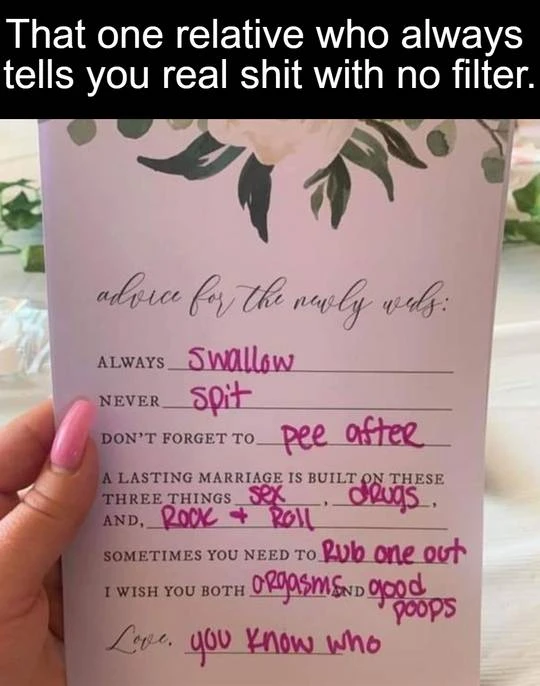 That one relative who always
tells you real shit with no filter.
advice for the newly weds:
ALWAYS swallow
NEVER spit
DON'T FORGET TO pee after
A LASTING MARRIAGE IS BUILT ON THESE
THREE THINGS sex, drugs,
AND, Rock + Roll
SOMETIMES YOU NEED TO Rub one out
I WISH YOU BOTH orgasms AND good poops
Love, you know who